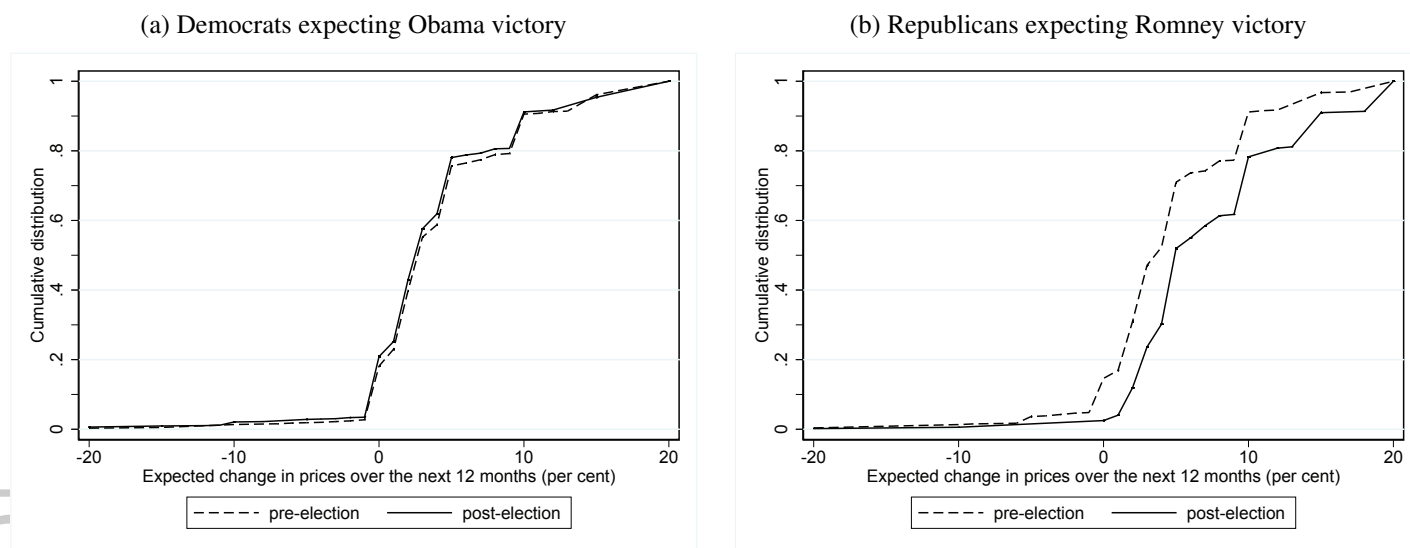 (a) Democrats expecting Obama victory
1
.8
.6
.4
.2
0
Cumulative distribution
-20 -10 0 10 20
Expected change in prices over the next 12 months (per cent)
pre-election post-election
(b) Republicans expecting Romney victory
1
.8
.6
.4
.2
0
Cumulative distribution
-20 -10 0 10 20
Expected change in prices over the next 12 months (per cent)
pre-election post-election